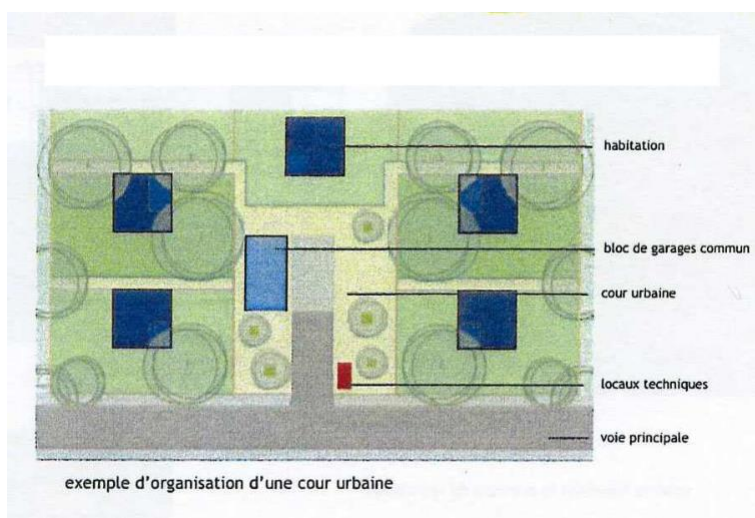 habitation
bloc de garages commun
cour urbaine
locaux techniques
voie principale
exemple d'organisation d'une cour urbaine